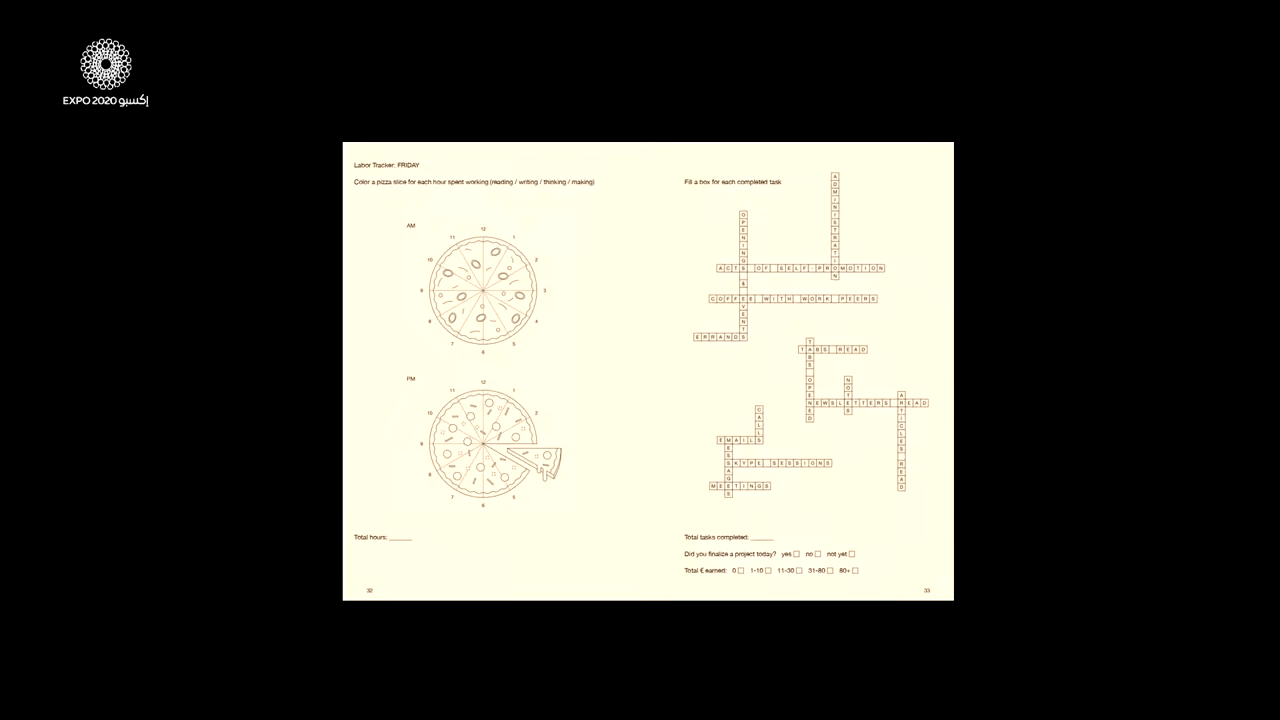 EXPO 2020 إكسبو
Labor Tracker: FRIDAY
Color a pizza slice for each hour spent working (reading / writing / thinking / making)
AM
12
1
2
3
4
5
6
7
8
9
10
11
PM
12
1
2
5
6
7
8
9
10
11
Total hours: ______
32
Fill a box for each completed task
ADMINISTRATION
OPENINGS & EVENTS
ACTS OF SELF-PROMOTION
COFFEE WITH WORK PEERS
ERRANDS
TABS OPENED
TABS READ
NOTES
NEWSLETTERS READ
ARTICLES READ
CALLS
EMAILS
MESSAGES
SKYPE SESSIONS
MEETINGS
Total tasks completed: ______
Did you finalize a project today? yes no not yet
Total € earned: 0 1-10 11-30 31-80 80+
33